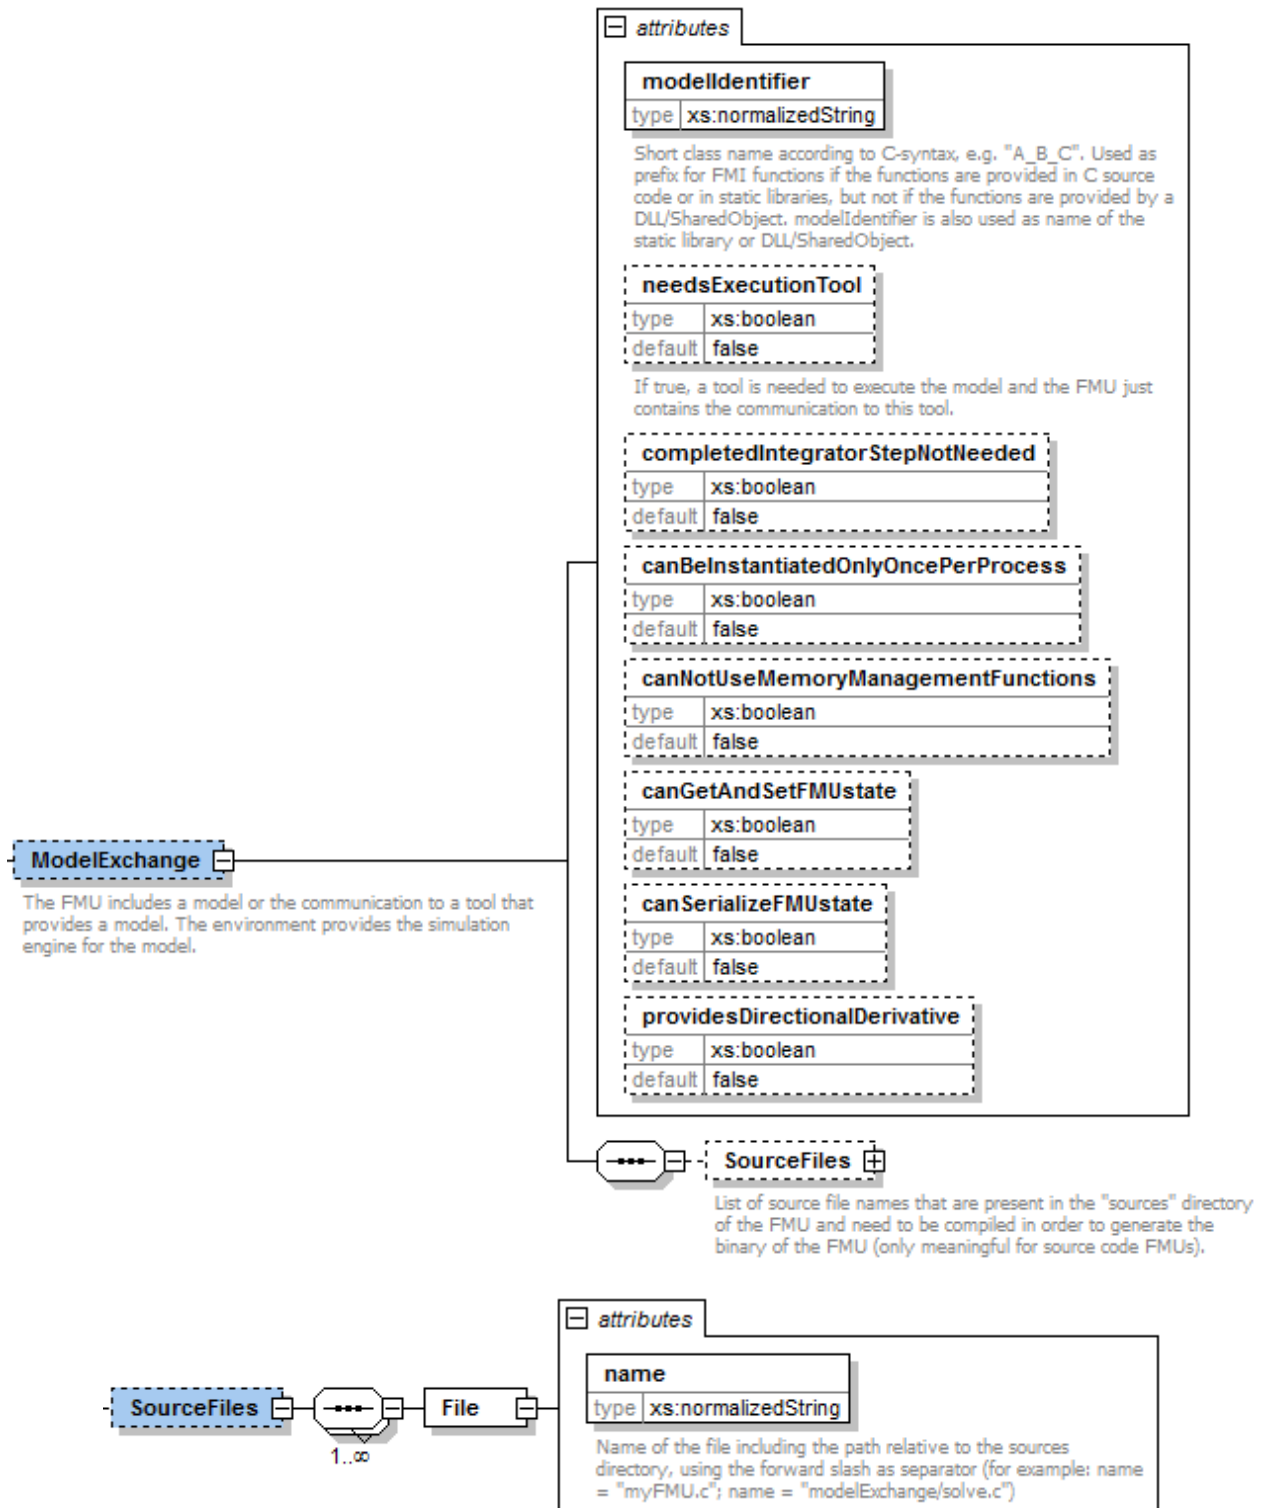 attributes
modelIdentifier
type xs:normalizedString
Short class name according to C-syntax, e.g. "A_B_C". Used as
prefix for FMI functions if the functions are provided in C source
code or in static libraries, but not if the functions are provided by a
DLL/SharedObject. modelIdentifier is also used as name of the
static library or DLL/SharedObject.
needsExecutionTool
type xs:boolean
default false
If true, a tool is needed to execute the model and the FMU just
contains the communication to this tool.
completedIntegratorStepNotNeeded
type xs:boolean
default false
canBeInstantiatedOnlyOncePerProcess
type xs:boolean
default false
canNotUseMemoryManagementFunctions
type xs:boolean
default false
canGetAndSetFMUstate
type xs:boolean
default false
ModelExchange
The FMU includes a model or the communication to a tool that
provides a model. The environment provides the simulation
engine for the model.
canSerializeFMUstate
type xs:boolean
default false
providesDirectionalDerivative
type xs:boolean
default false
SourceFiles
List of source file names that are present in the "sources" directory
of the FMU and need to be compiled in order to generate the
binary of the FMU (only meaningful for source code FMUs).
attributes
name
type xs:normalizedString
SourceFiles
1..∞
File
Name of the file including the path relative to the sources
directory, using the forward slash as separator (for example: name
= "myFMU.c"; name = "modelExchange/solve.c")